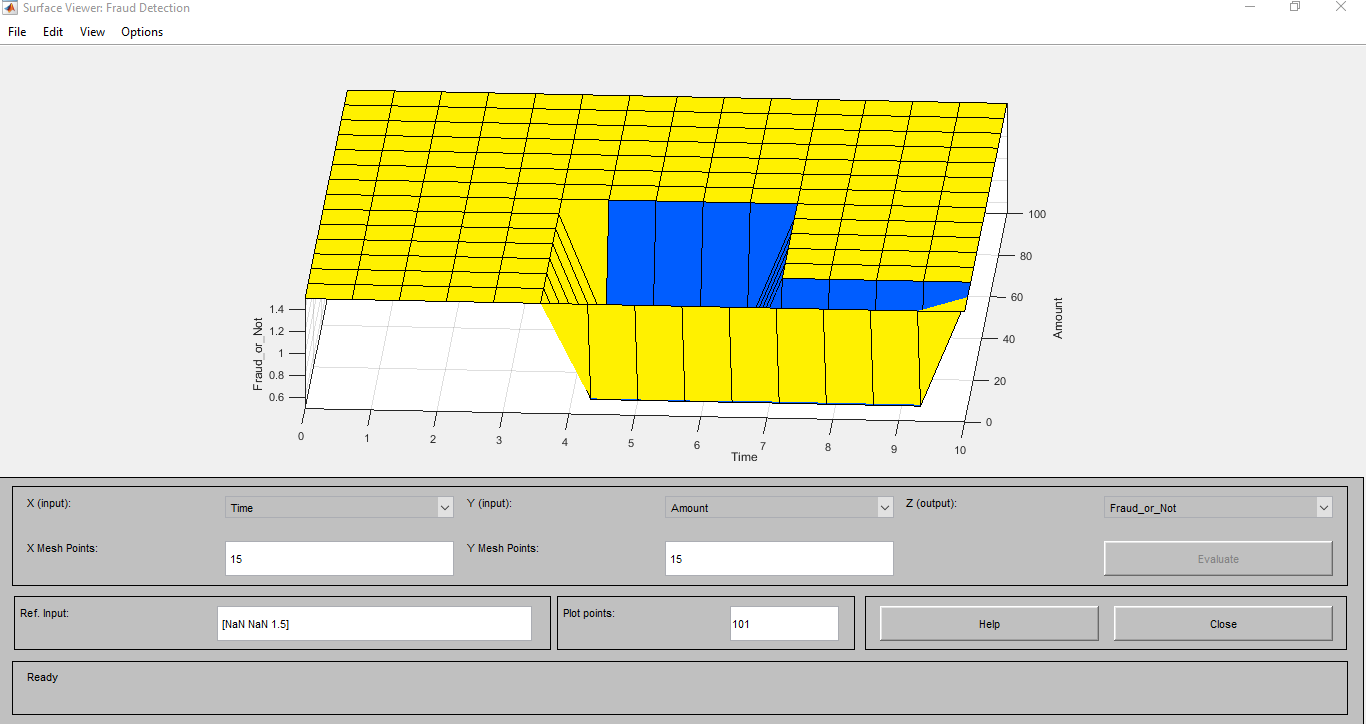 Surface Viewer: Fraud Detection
File Edit View Options
1.4
1.2
1
0.8
0.6
Fraud_or_Not
0 1 2 3 4 5 6 7 8 9 10
Time
100
80
60
40
20
0
Amount
X (input): Time Y (input): Amount Z (output): Fraud_or_Not
X Mesh Points: 15 Y Mesh Points: 15 Evaluate
Ref. Input: [NaN NaN 1.5] Plot points: 101 Help Close
Ready